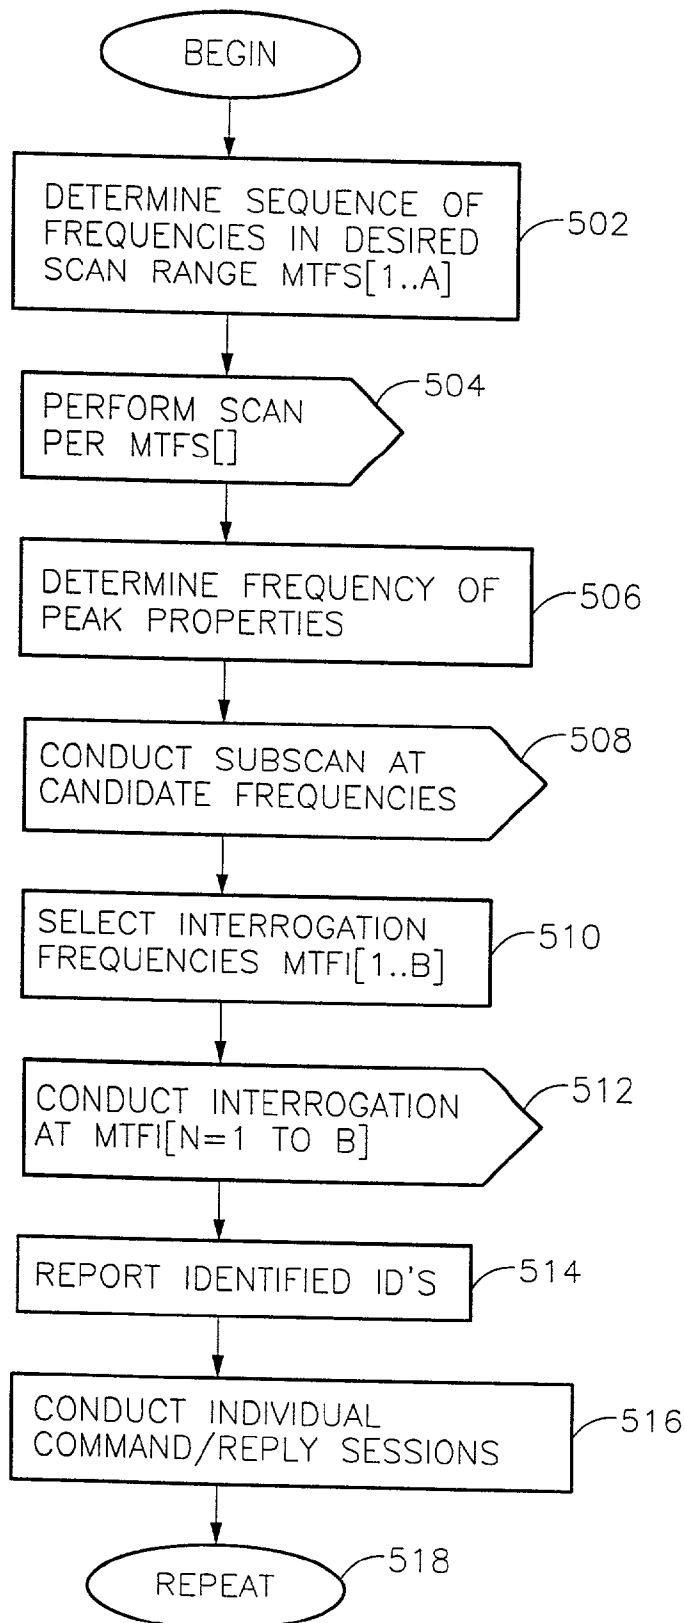 BEGIN
DETERMINE SEQUENCE OF
FREQUENCIES IN DESIRED
SCAN RANGE MTFS[1..A]
502
PERFORM SCAN
PER MTFS[]
504
DETERMINE FREQUENCY OF
PEAK PROPERTIES
506
CONDUCT SUBSCAN AT
CANDIDATE FREQUENCIES
508
SELECT INTERROGATION
FREQUENCIES MTFI[1..B]
510
CONDUCT INTERROGATION
AT MTFI[N=1 TO B]
512
REPORT IDENTIFIED ID'S
514
CONDUCT INDIVIDUAL
COMMAND/REPLY SESSIONS
516
REPEAT
518